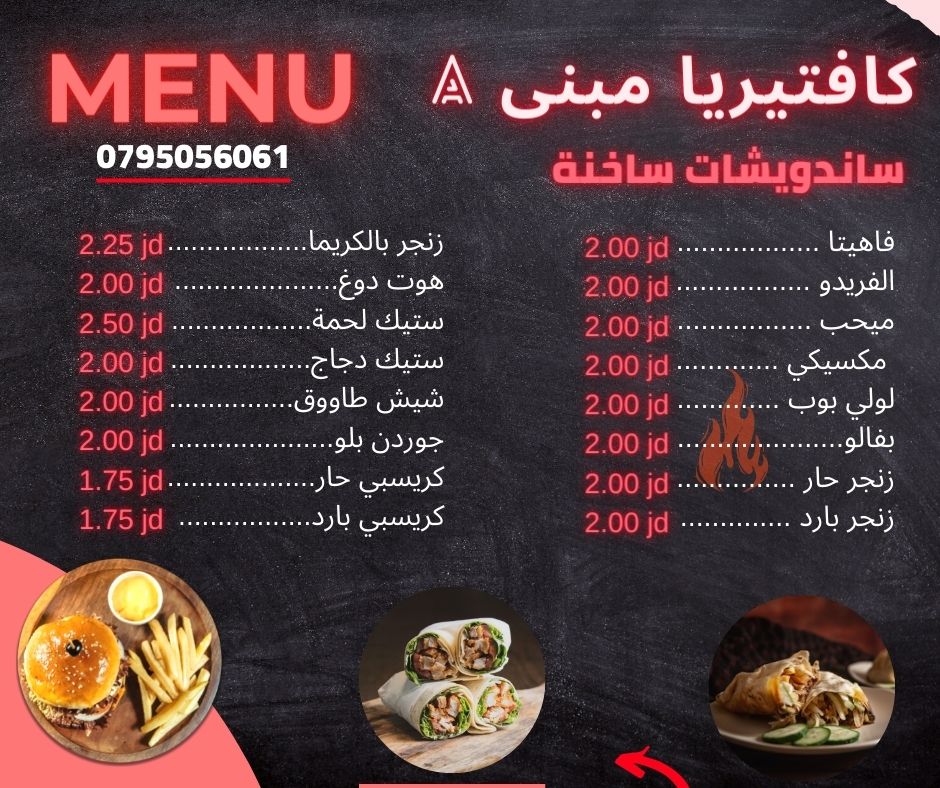 MENU
0795056061
كافتيريا مبنى A
ساندويشات ساخنة
فاهيتا .................. 2.00 jd
الفريدو ................. 2.00 jd
ميحب ................. 2.00 jd
مكسيكي ............. 2.00 jd
لولي بوب ............. 2.00 jd
بفالو..................... 2.00 jd
زنجر حار ............... 2.00 jd
زنجر بارد .............. 2.00 jd
زنجر بالكريما.................. 2.25 jd
هوت دوغ..................... 2.00 jd
ستيك لحمة.................. 2.50 jd
ستيك دجاج.................. 2.00 jd
شيش طاووق................ 2.00 jd
جوردن بلو..................... 2.00 jd
كريسبي حار................... 1.75 jd
كريسبي بارد................. 1.75 jd